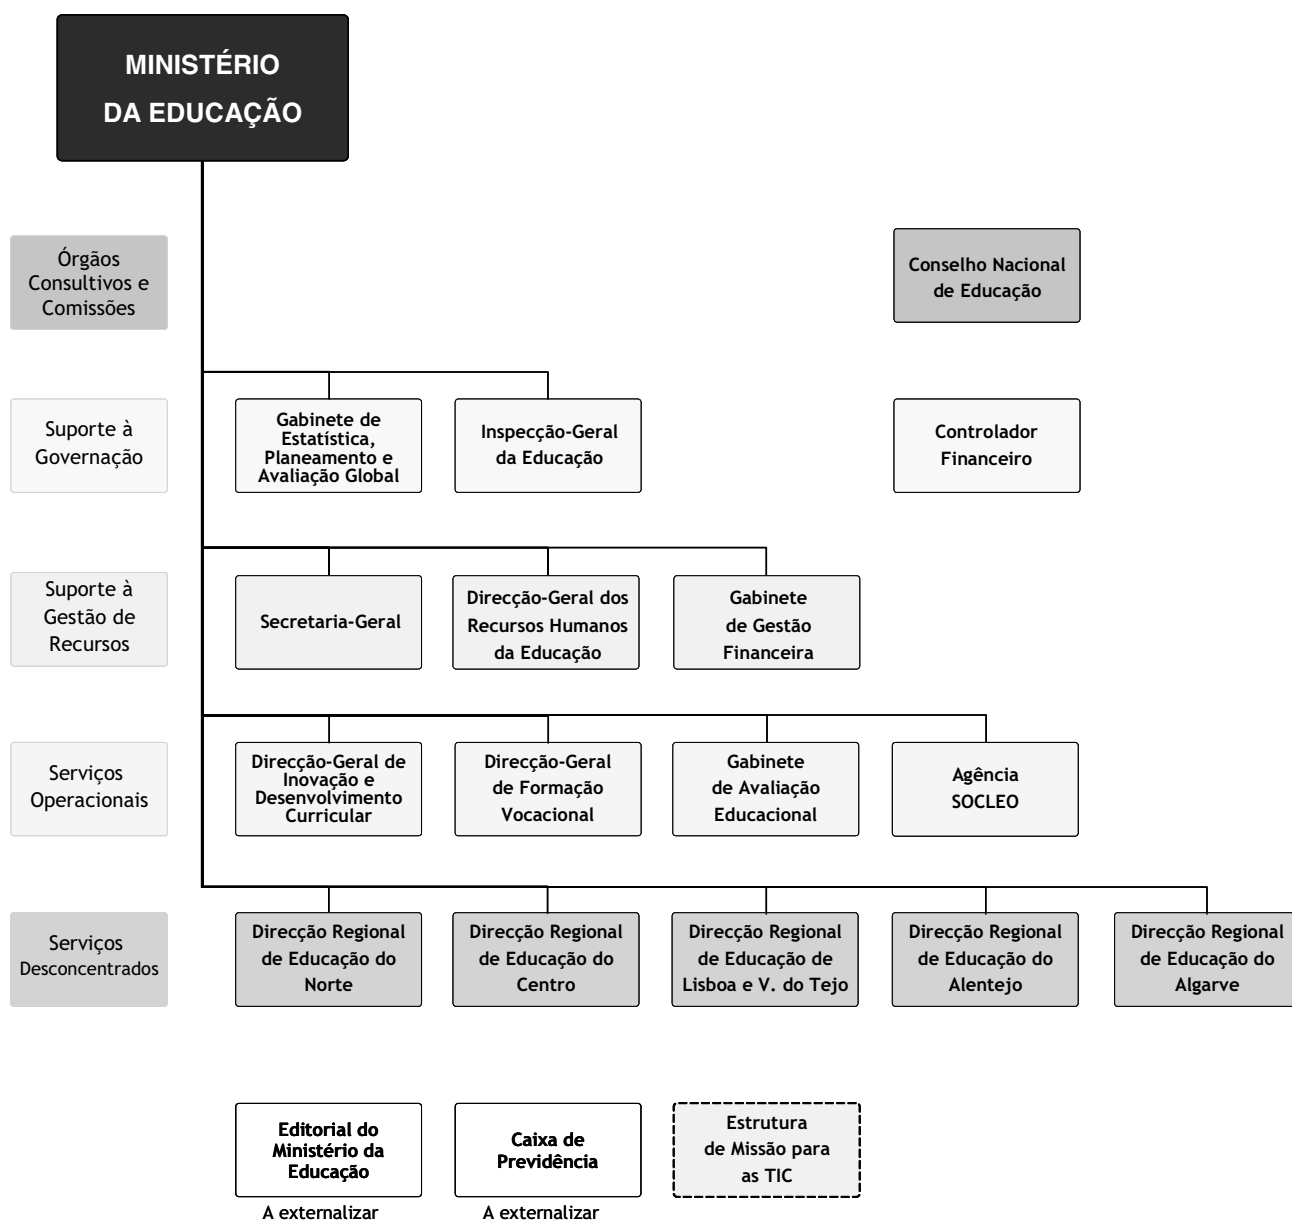 MINISTÉRIO
DA EDUCAÇÃO
Órgãos
Consultivos e
Comissões
Conselho Nacional
de Educação
Suporte à
Governação
Gabinete de
Estatística,
Planeamento e
Avaliação Global
Inspecção-Geral
da Educação
Controlador
Financeiro
Suporte à
Gestão de
Recursos
Secretaria-Geral
Direcção-Geral dos
Recursos Humanos
da Educação
Gabinete
de Gestão
Financeira
Serviços
Operacionais
Direcção-Geral de
Inovação e
Desenvolvimento
Curricular
Direcção-Geral
de Formação
Vocacional
Gabinete
de Avaliação
Educacional
Agência
SOCLEO
Serviços
Desconcentrados
Direcção Regional
de Educação do
Norte
Direcção Regional
de Educação do
Centro
Direcção Regional
de Educação de
Lisboa e V. do Tejo
Direcção Regional
de Educação do
Alentejo
Direcção Regional
de Educação do
Algarve
Editorial do
Ministério da
Educação
A externalizar
Caixa de
Previdência
A externalizar
Estrutura
de Missão para
as TIC